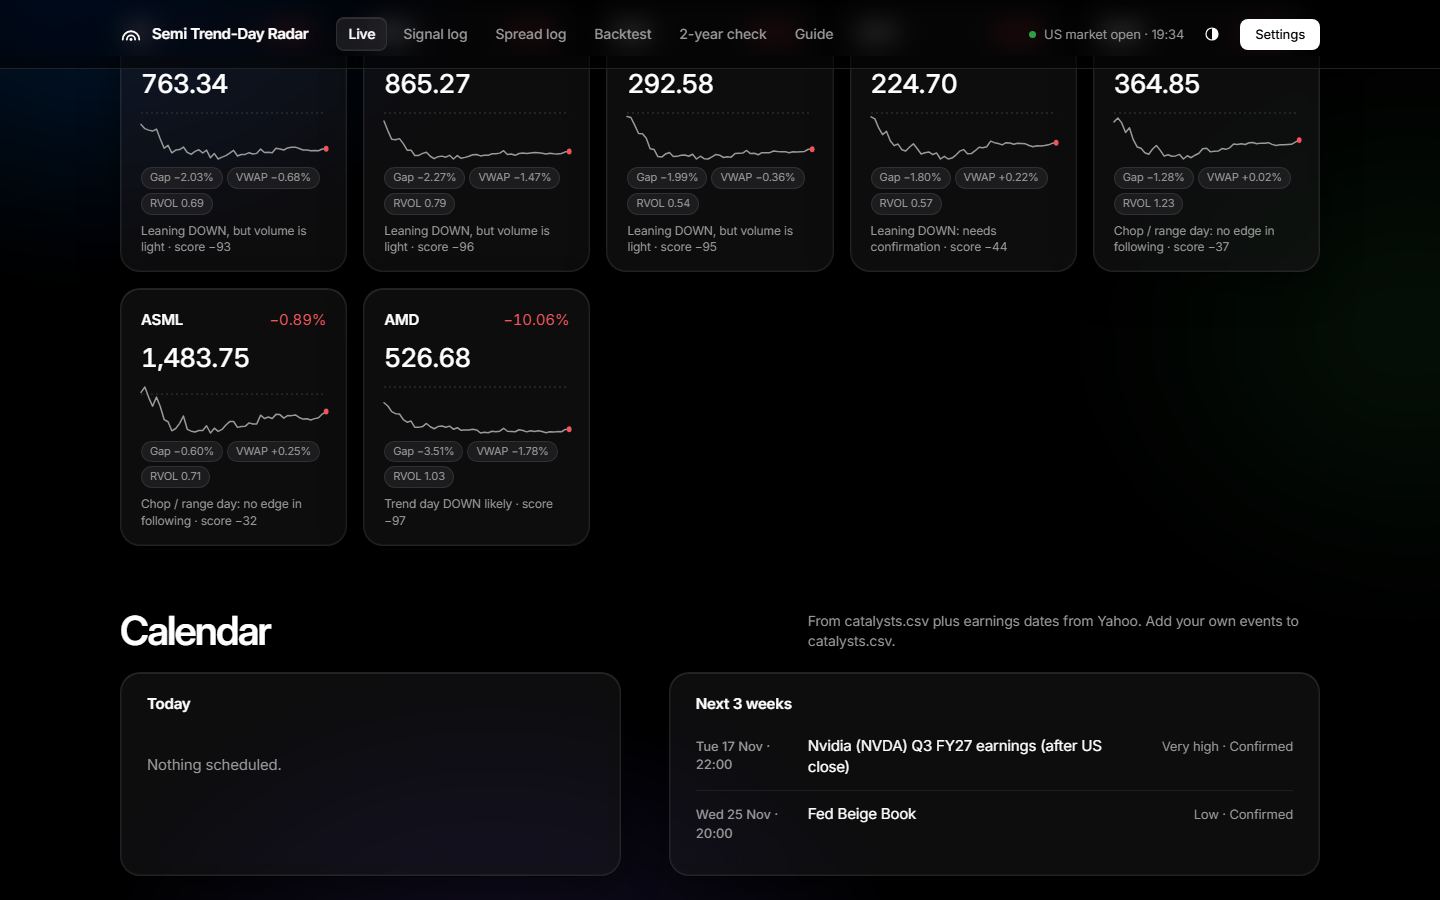 Semi Trend-Day Radar Live Signal log Spread log Backtest 2-year check Guide US market open · 19:34 Settings
763.34
Gap −2.03% VWAP −0.68%
RVOL 0.69
Leaning DOWN, but volume is
light · score −93
865.27
Gap −2.27% VWAP −1.47%
RVOL 0.79
Leaning DOWN, but volume is
light · score −96
292.58
Gap −1.99% VWAP −0.36%
RVOL 0.54
Leaning DOWN, but volume is
light · score −95
224.70
Gap −1.80% VWAP +0.22%
RVOL 0.57
Leaning DOWN: needs
confirmation · score −44
364.85
Gap −1.28% VWAP +0.02%
RVOL 1.23
Chop / range day: no edge in
following · score −37
ASML −0.89%
1,483.75
Gap −0.60% VWAP +0.25%
RVOL 0.71
Chop / range day: no edge in
following · score −32
AMD −10.06%
526.68
Gap −3.51% VWAP −1.78%
RVOL 1.03
Trend day DOWN likely · score
−97
Calendar
From catalysts.csv plus earnings dates from Yahoo. Add your own events to
catalysts.csv.
Today
Nothing scheduled.
Next 3 weeks
Tue 17 Nov ·
22:00
Nvidia (NVDA) Q3 FY27 earnings (after US
close)
Very high · Confirmed
Wed 25 Nov ·
20:00
Fed Beige Book
Low · Confirmed